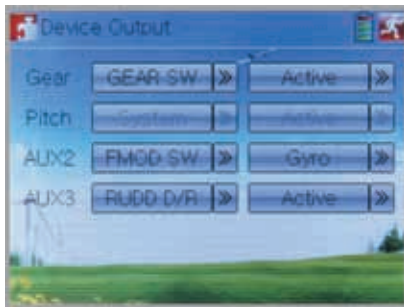 Device Output
Gear GEAR SW » Active »
Pitch System Active
AUX2 FMOD SW » Gyro »
AUX3 RUDD D/R » Active »